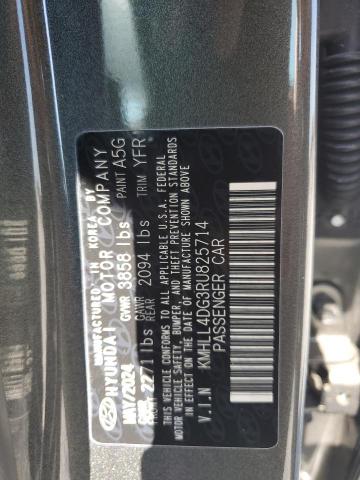 MANUFACTURED IN KOREA BY
HYUNDAI MOTOR COMPANY
MAY/2024 GVWR 3858 lbs PAINT A5G
GAWR FRONT 2271lbs GAWR REAR 2094 lbs TRIM YFR
THIS VEHICLE CONFORMS TO ALL APPLICABLE U.S.A. FEDERAL
MOTOR VEHICLE SAFETY, BUMPER, AND THEFT PREVENTION STANDARDS
IN EFFECT ON THE DATE OF MANUFACTURE SHOWN ABOVE.
V.I.N : KMHLL4DG3RU825714
PASSENGER CAR